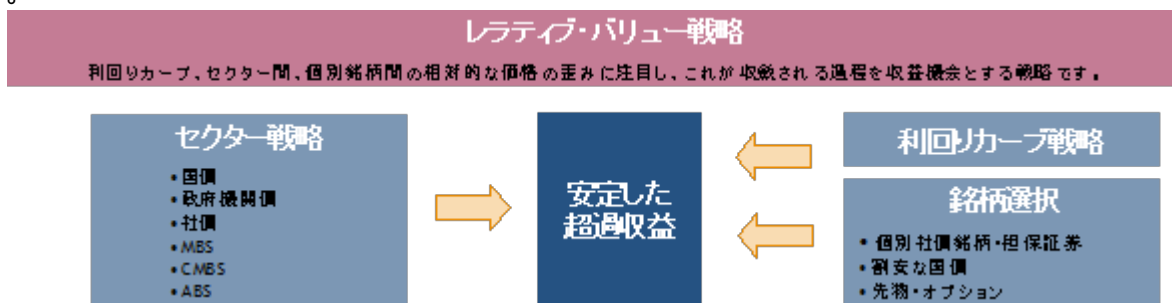 レラティブ・バリュー戦略
利回りカーブ、セクター間、個別銘柄間の相対的な価格の歪みに注目し、これが収斂される過程を収益機会とする戦略です。
セクター戦略
• 国債
• 政府機関債
• 社債
• MBS
• CMBS
• ABS
安定した
超過収益
利回りカーブ戦略
銘柄選択
• 個別社債銘柄・担保証券
• 割安な国債
• 先物・オプション